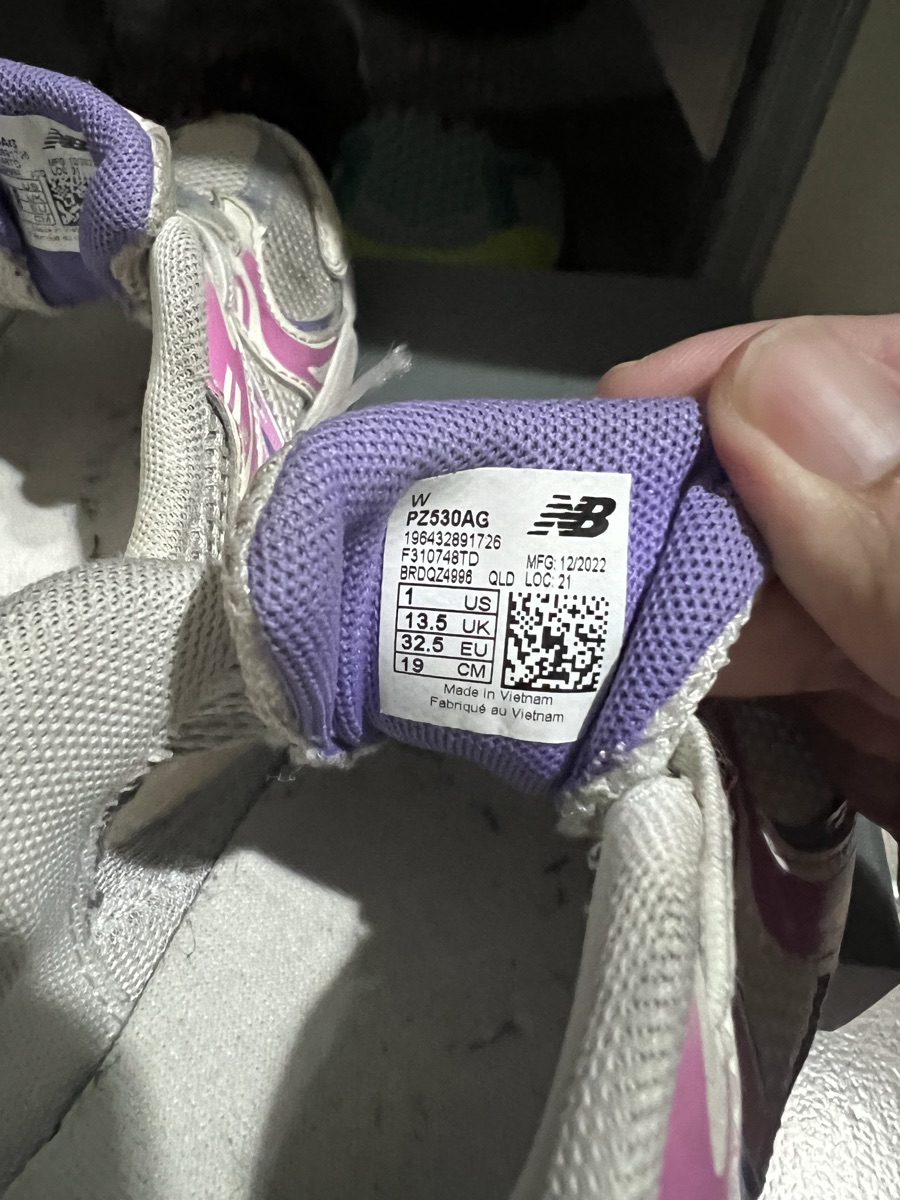 W
PZ530AG
196432891726
F310748TD
BRDQZ4996 QLD
NB
MFG: 12/2022
LOC: 21
1 US
13.5 UK
32.5 EU
19 CM
Made in Vietnam
Fabriqué au Vietnam